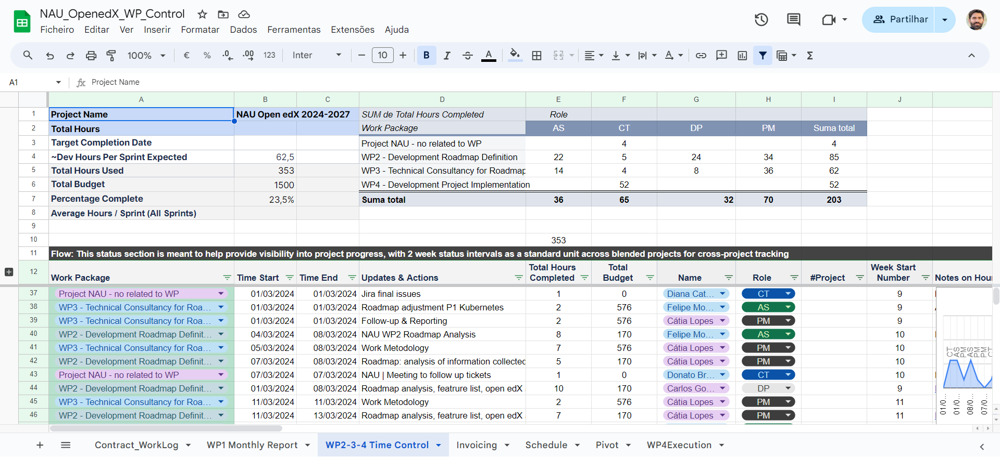 NAU_OpenedX_WP_Control
Ficheiro Editar Ver Inserir Formatar Dados Ferramentas Extensões Ajuda
Partilhar
100% € % .0 .00 123 Inter 10 B I S A
A1 fx Project Name
A B C D E F G H I J
1 Project Name NAU Open edX 2024-2027 SUM de Total Hours Completed Role
2 Total Hours Work Package AS CT DP PM Suma total
3 Target Completion Date Project NAU - no related to WP 4 4
4 ~Dev Hours Per Sprint Expected 62,5 WP2 - Development Roadmap Definition 22 5 24 34 85
5 Total Hours Used 353 WP3 - Technical Consultancy for Roadmap 14 4 8 36 62
6 Total Budget 1500 WP4 - Development Project Implementation 52 52
7 Percentage Complete 23,5% Suma total 36 65 32 70 203
8 Average Hours / Sprint (All Sprints)
9
10 353
11 Flow: This status section is meant to help provide visibility into project progress, with 2 week status intervals as a standard unit across blended projects for cross-project tracking
12 Work Package Time Start Time End Updates & Actions Total Hours Completed Total Budget Name Role #Project Week Start Number Notes on Hou
37 Project NAU - no related to WP 01/03/2024 01/03/2024 Jira final issues 1 0 Diana Cat... CT 9
38 WP3 - Technical Consultancy for Roa... 01/03/2024 01/03/2024 Roadmap adjustment P1 Kubernetes 2 576 Felipe Mo... AS 9
39 WP3 - Technical Consultancy for Roa... 01/03/2024 01/03/2024 Follow-up & Reporting 2 576 Cátia Lopes PM 9
40 WP2 - Development Roadmap Definit... 04/03/2024 08/03/2024 NAU WP2 Roadmap Analysis 8 170 Felipe Mo... AS 10
41 WP3 - Technical Consultancy for Roa... 05/03/2024 08/03/2024 Work Metodology 7 576 Cátia Lopes PM 10
42 WP2 - Development Roadmap Definit... 07/03/2024 08/03/2024 Roadmap: analysis of information collected 5 170 Cátia Lopes PM 10
43 Project NAU - no related to WP 07/03/2024 07/03/2024 NAU | Meeting to follow up tickets 1 0 Donato Br... CT 10
44 WP2 - Development Roadmap Definit... 01/03/2024 08/03/2024 Roadmap analysis, featrure list, open edX 10 170 Carlos Go... DP 9
45 WP3 - Technical Consultancy for Roa... 11/03/2024 11/03/2024 Work Metodology 2 576 Cátia Lopes PM 11
46 WP2 - Development Roadmap Definit... 11/03/2024 13/03/2024 Roadmap analysis, featrure list, open edX 7 170 Cátia Lopes PM 11
CT AS PM AS PM PM CT
01/0... 01/0... 08/0... 07/0...
Contract_WorkLog WP1 Monthly Report WP2-3-4 Time Control Invoicing Schedule Pivot WP4Execution